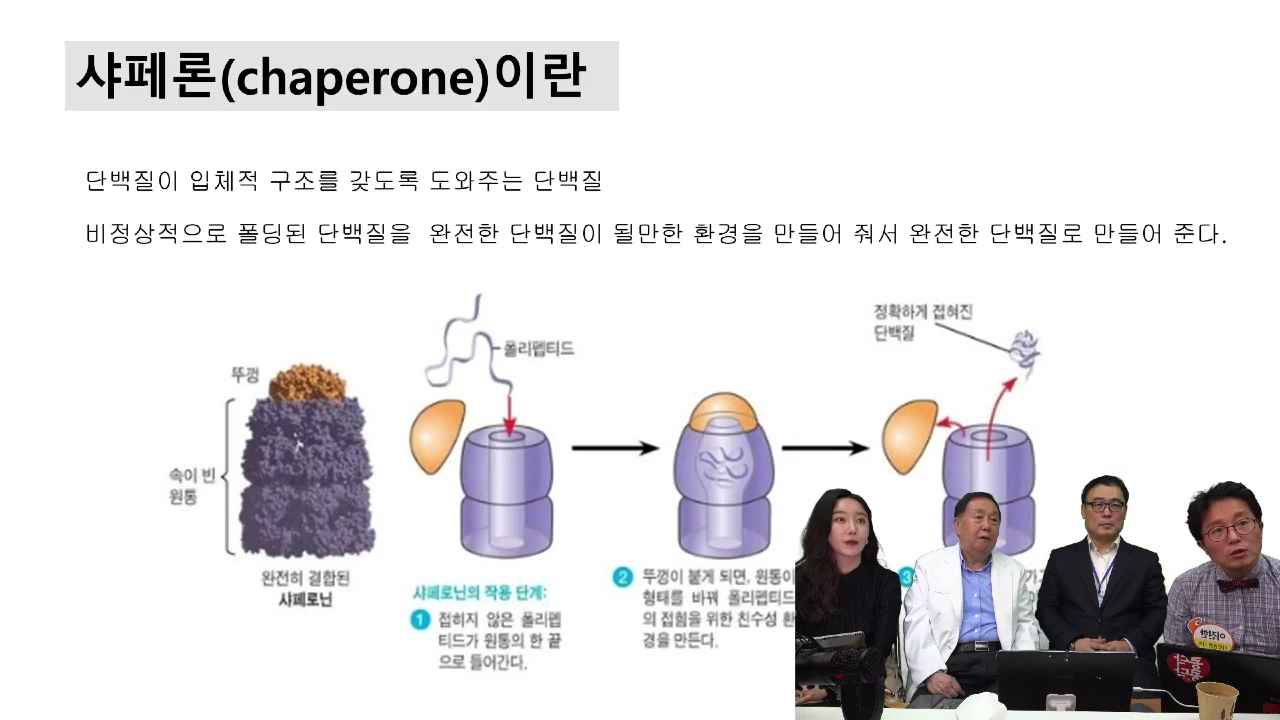 샤페론(chaperone)이란
단백질이 입체적 구조를 갖도록 도와주는 단백질
비정상적으로 폴딩된 단백질을 완전한 단백질이 될만한 환경을 만들어 줘서 완전한 단백질로 만들어 준다.
뚜껑
속이 빈
원통
완전히 결합된
샤페로닌
폴리펩티드
정확하게 접혀진
단백질
샤페로닌의 작용 단계:
1 접히지 않은 폴리펩
티드가 원통의 한 끝
으로 들어간다.
2 뚜껑이 붙게 되면, 원통이
형태를 바꿔 폴리펩티드
의 접힘을 위한 친수성 환
경을 만든다.
3